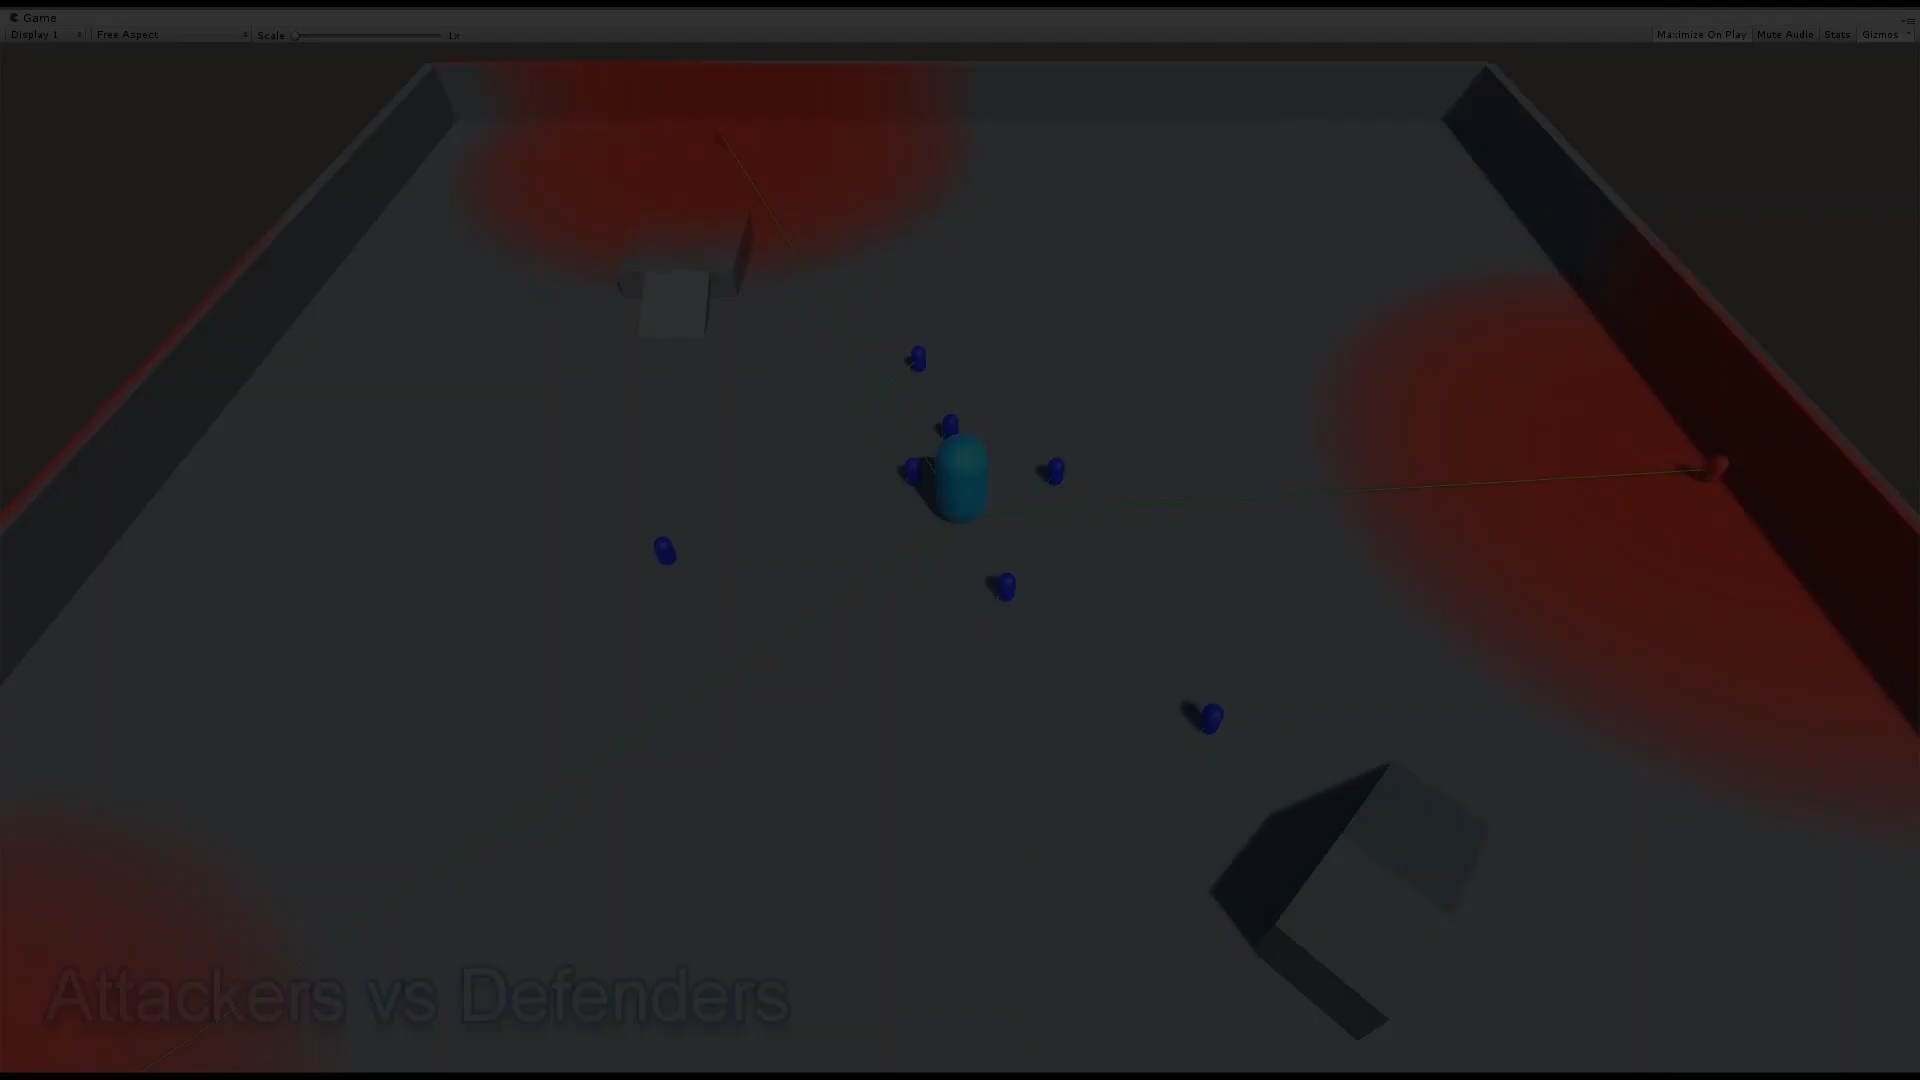 Game
Display 1 Free Aspect Scale 1x Maximize On Play Mute Audio Stats Gizmos
Attackers vs Defenders